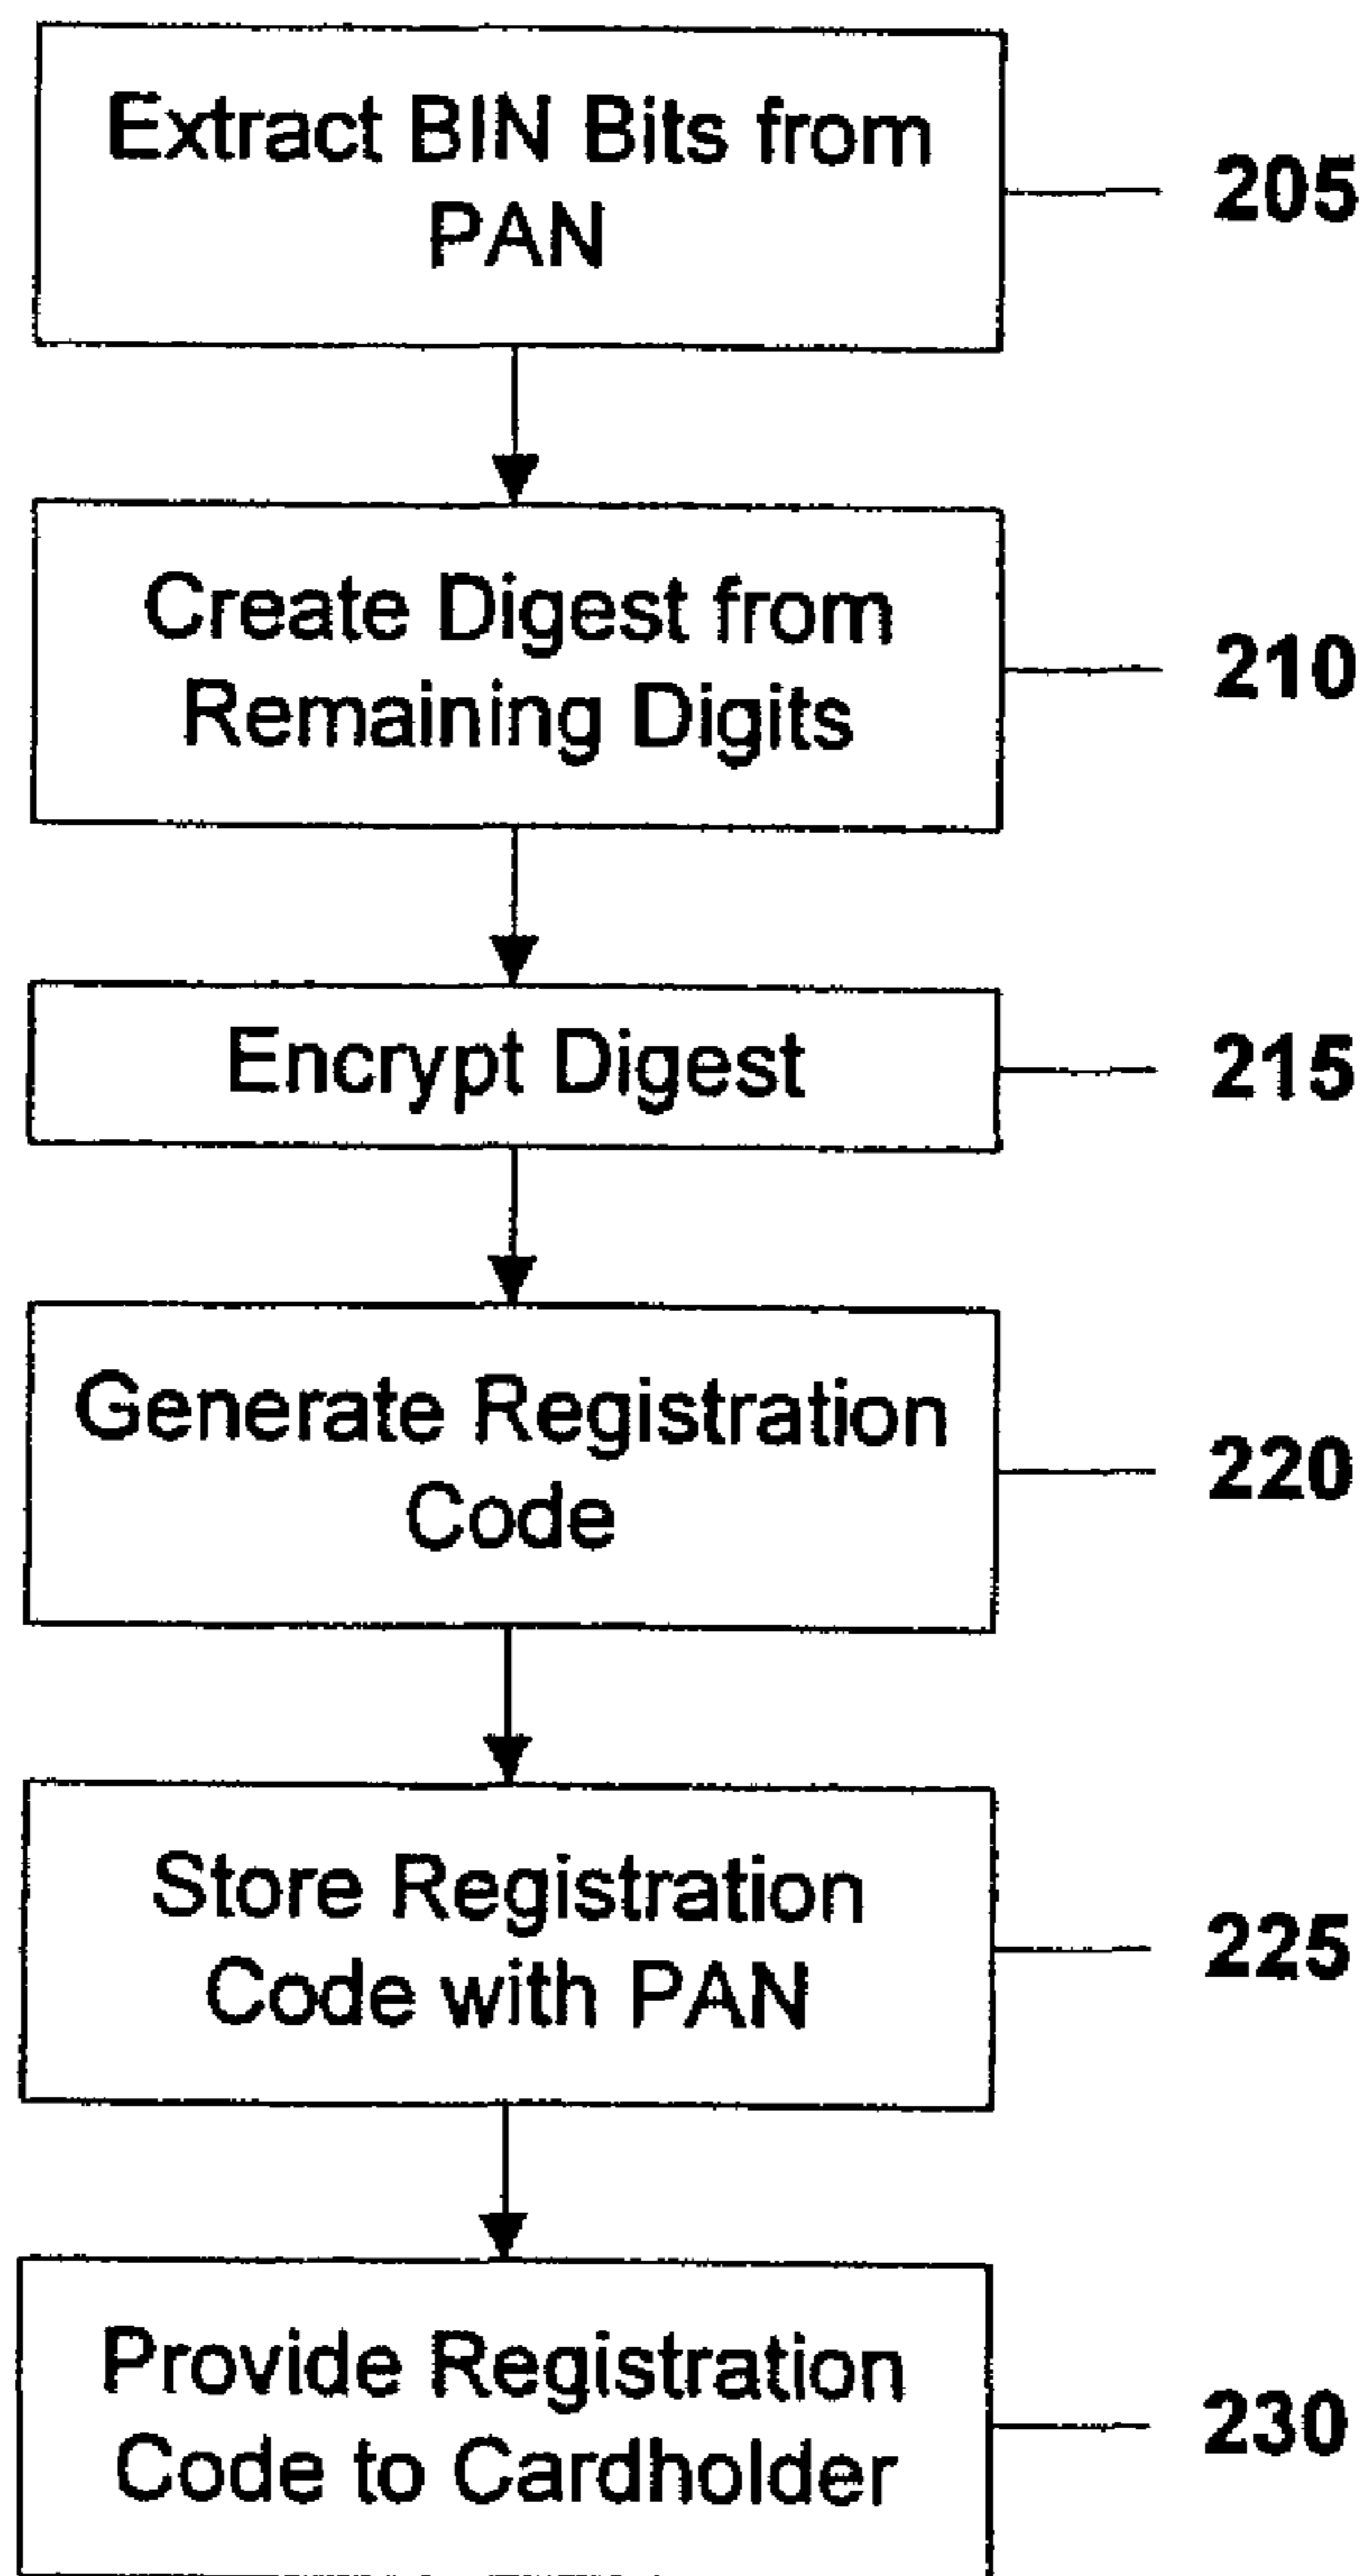 Extract BIN Bits from
PAN
205
Create Digest from
Remaining Digits
210
Encrypt Digest
215
Generate Registration
Code
220
Store Registration
Code with PAN
225
Provide Registration
Code to Cardholder
230